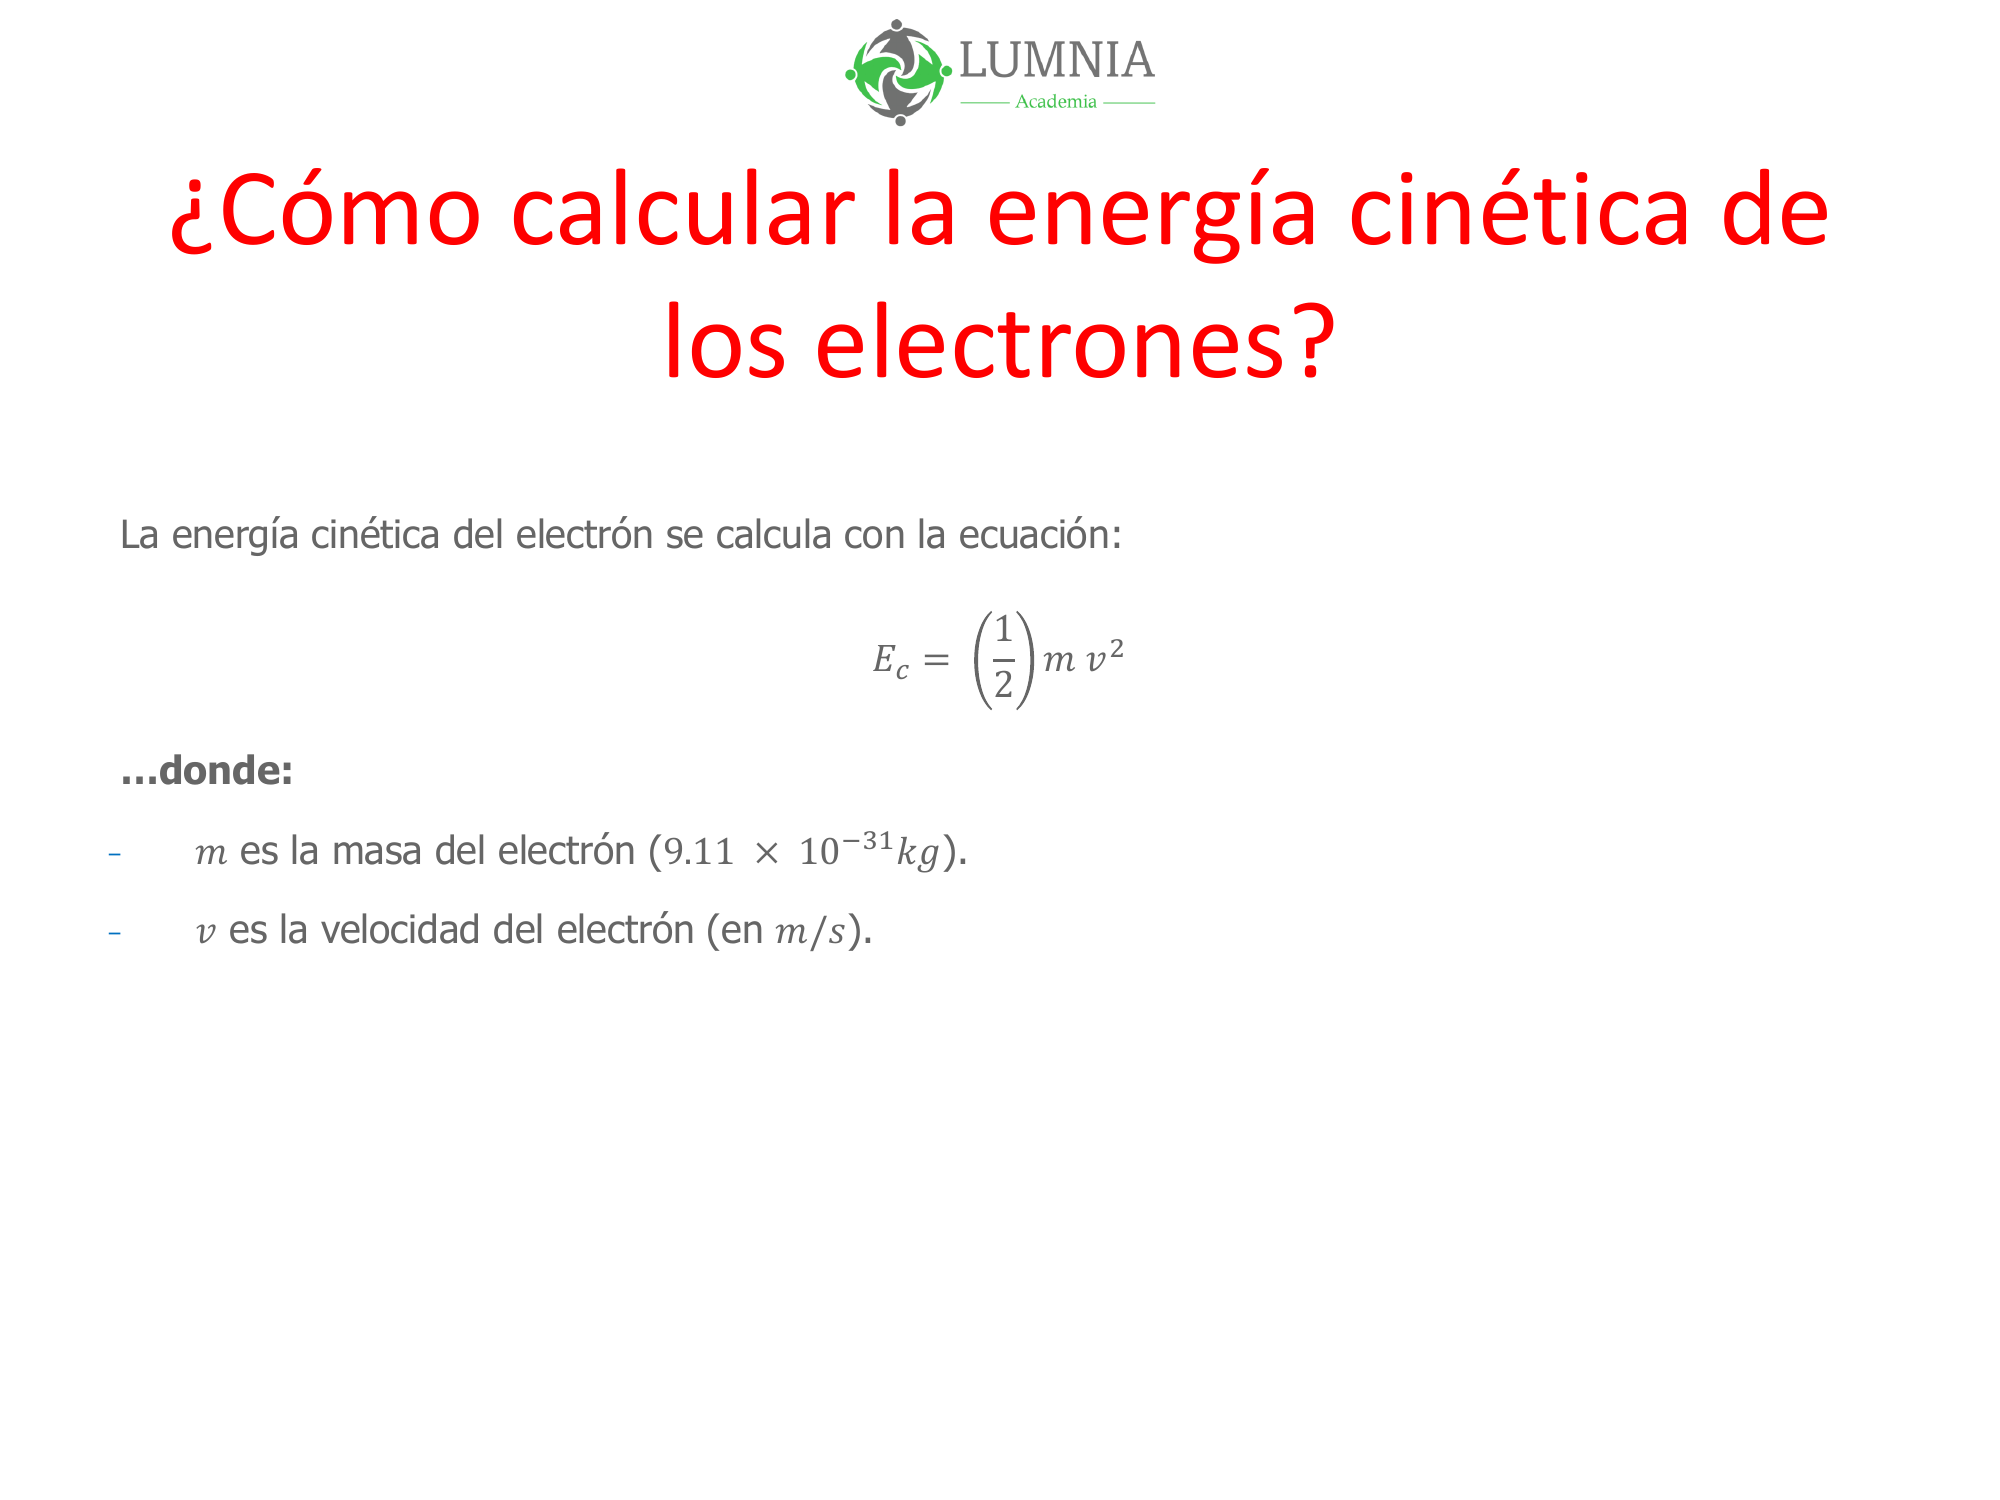 LUMNIA
Academia
¿Cómo calcular la energía cinética de
los electrones?
La energía cinética del electrón se calcula con la ecuación:
$E_c = \left(\frac{1}{2}\right) m\, v^2$
…donde:
- $m$ es la masa del electrón ($9.11 \times 10^{-31} kg$).
- $v$ es la velocidad del electrón (en $m/s$).